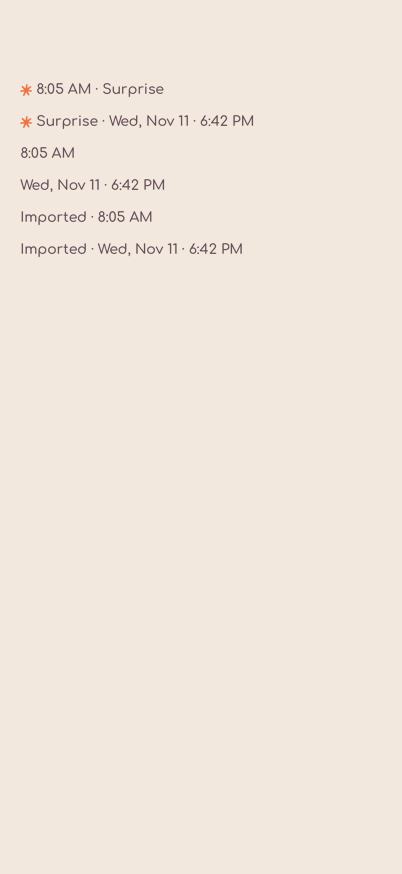 8:05 AM · Surprise
Surprise · Wed, Nov 11 · 6:42 PM
8:05 AM
Wed, Nov 11 · 6:42 PM
Imported · 8:05 AM
Imported · Wed, Nov 11 · 6:42 PM